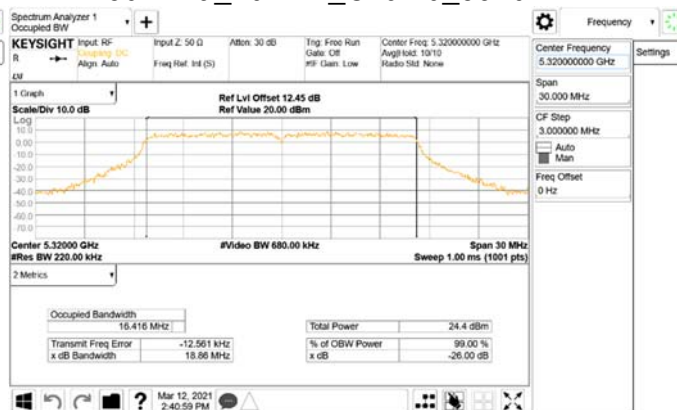 Spectrum Analyzer 1
Occupied BW
KEYSIGHT
R
Input: RF
Coupling: DC
Align: Auto
Input Z: 50 Ω
Freq Ref: Int (S)
Atten: 30 dB
Trig: Free Run
Gate: Off
#IF Gain: Low
Center Freq: 5.320000000 GHz
Avg|Hold: 10/10
Radio Std: None
1 Graph
Scale/Div 10.0 dB
Ref Lvl Offset 12.45 dB
Ref Value 20.00 dBm
Log
10.0
0.00
-10.0
-20.0
-30.0
-40.0
-50.0
-60.0
-70.0
Center 5.32000 GHz
#Res BW 220.00 kHz
#Video BW 680.00 kHz
Span 30 MHz
Sweep 1.00 ms (1001 pts)
2 Metrics
Occupied Bandwidth
16.416 MHz
Total Power 24.4 dBm
Transmit Freq Error -12.561 kHz
% of OBW Power 99.00 %
x dB Bandwidth 18.86 MHz
x dB -26.00 dB
Mar 12, 2021
2:40:59 PM
Frequency
Settings
Center Frequency
5.320000000 GHz
Span
30.000 MHz
CF Step
3.000000 MHz
Auto
Man
Freq Offset
0 Hz